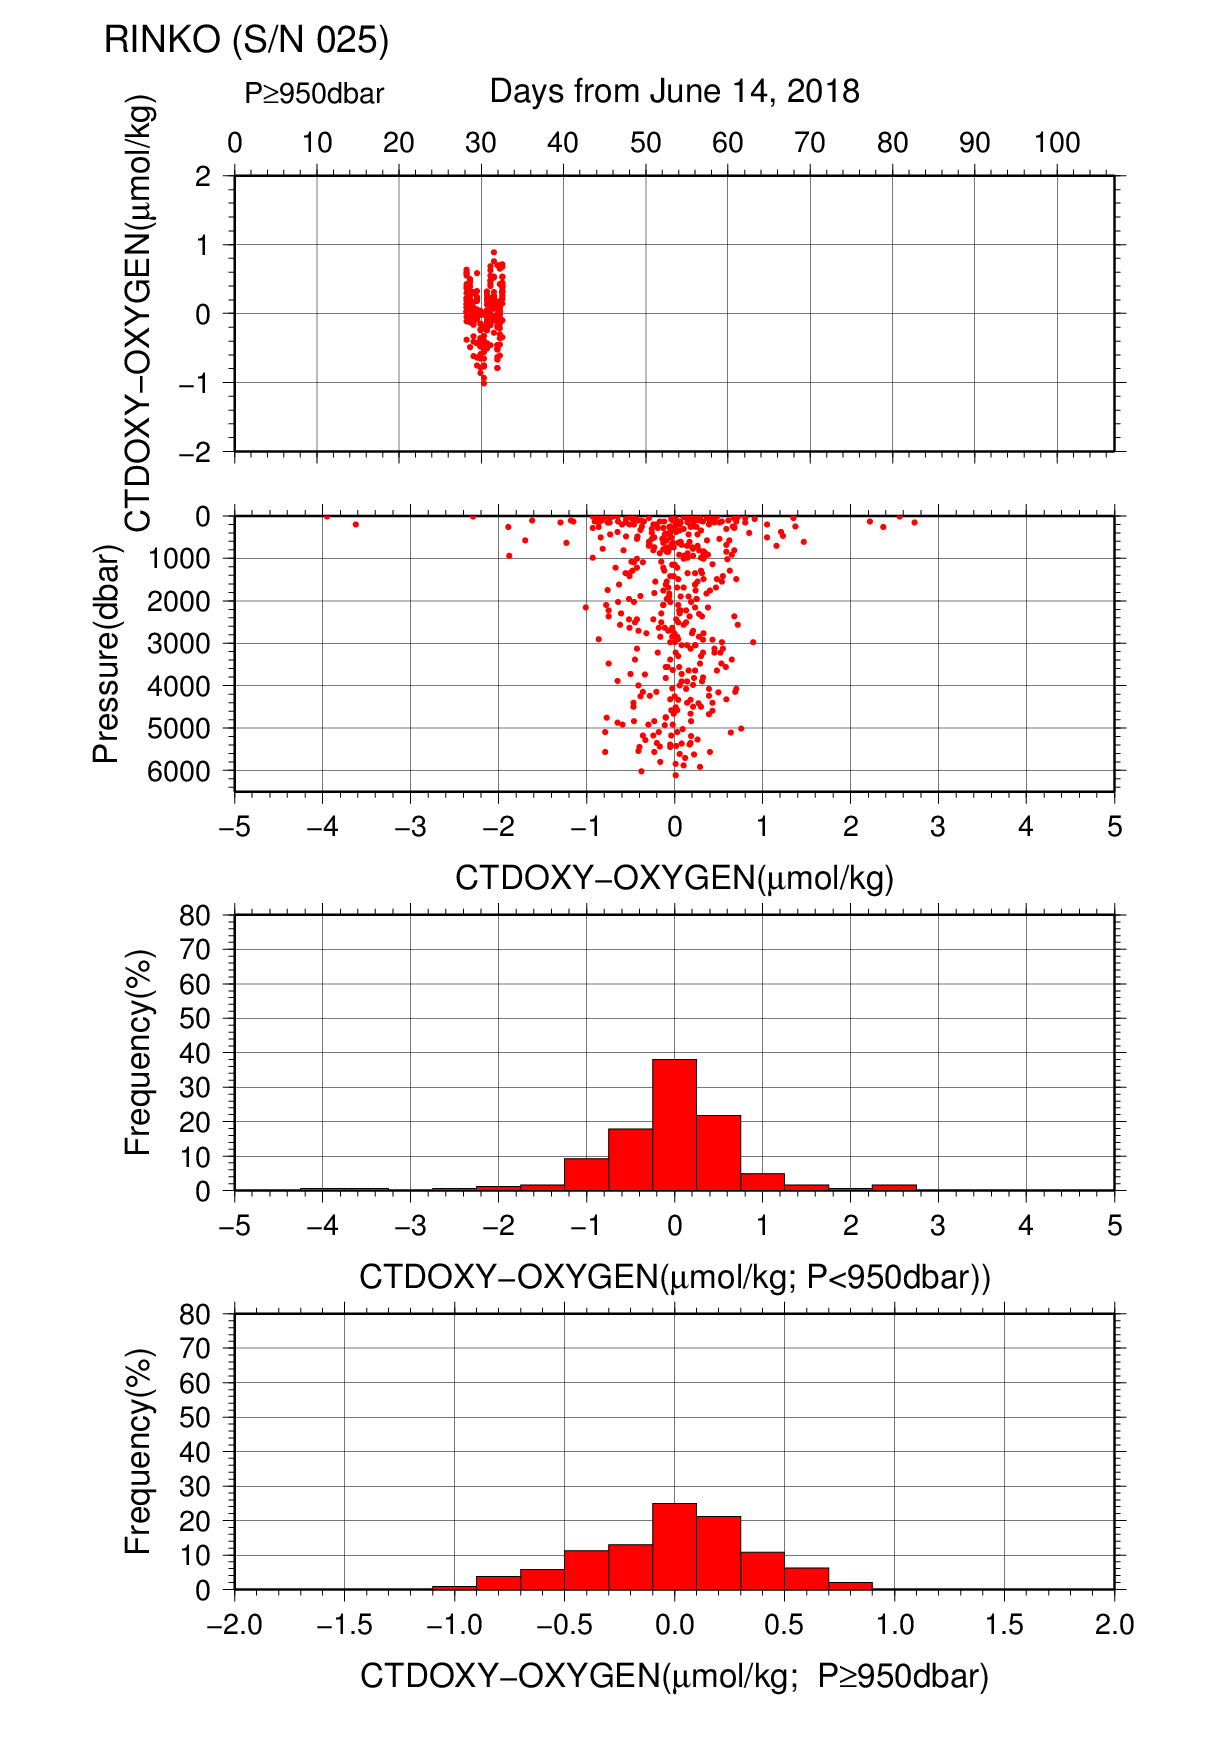 RINKO (S/N 025)
P≥950dbar Days from June 14, 2018
0 10 20 30 40 50 60 70 80 90 100
CTDOXY−OXYGEN(μmol/kg)
2
1
0
−1
−2
Pressure(dbar)
0
1000
2000
3000
4000
5000
6000
−5 −4 −3 −2 −1 0 1 2 3 4 5
CTDOXY−OXYGEN(μmol/kg)
Frequency(%)
80
70
60
50
40
30
20
10
0
−5 −4 −3 −2 −1 0 1 2 3 4 5
CTDOXY−OXYGEN(μmol/kg; P<950dbar))
Frequency(%)
80
70
60
50
40
30
20
10
0
−2.0 −1.5 −1.0 −0.5 0.0 0.5 1.0 1.5 2.0
CTDOXY−OXYGEN(μmol/kg; P≥950dbar)